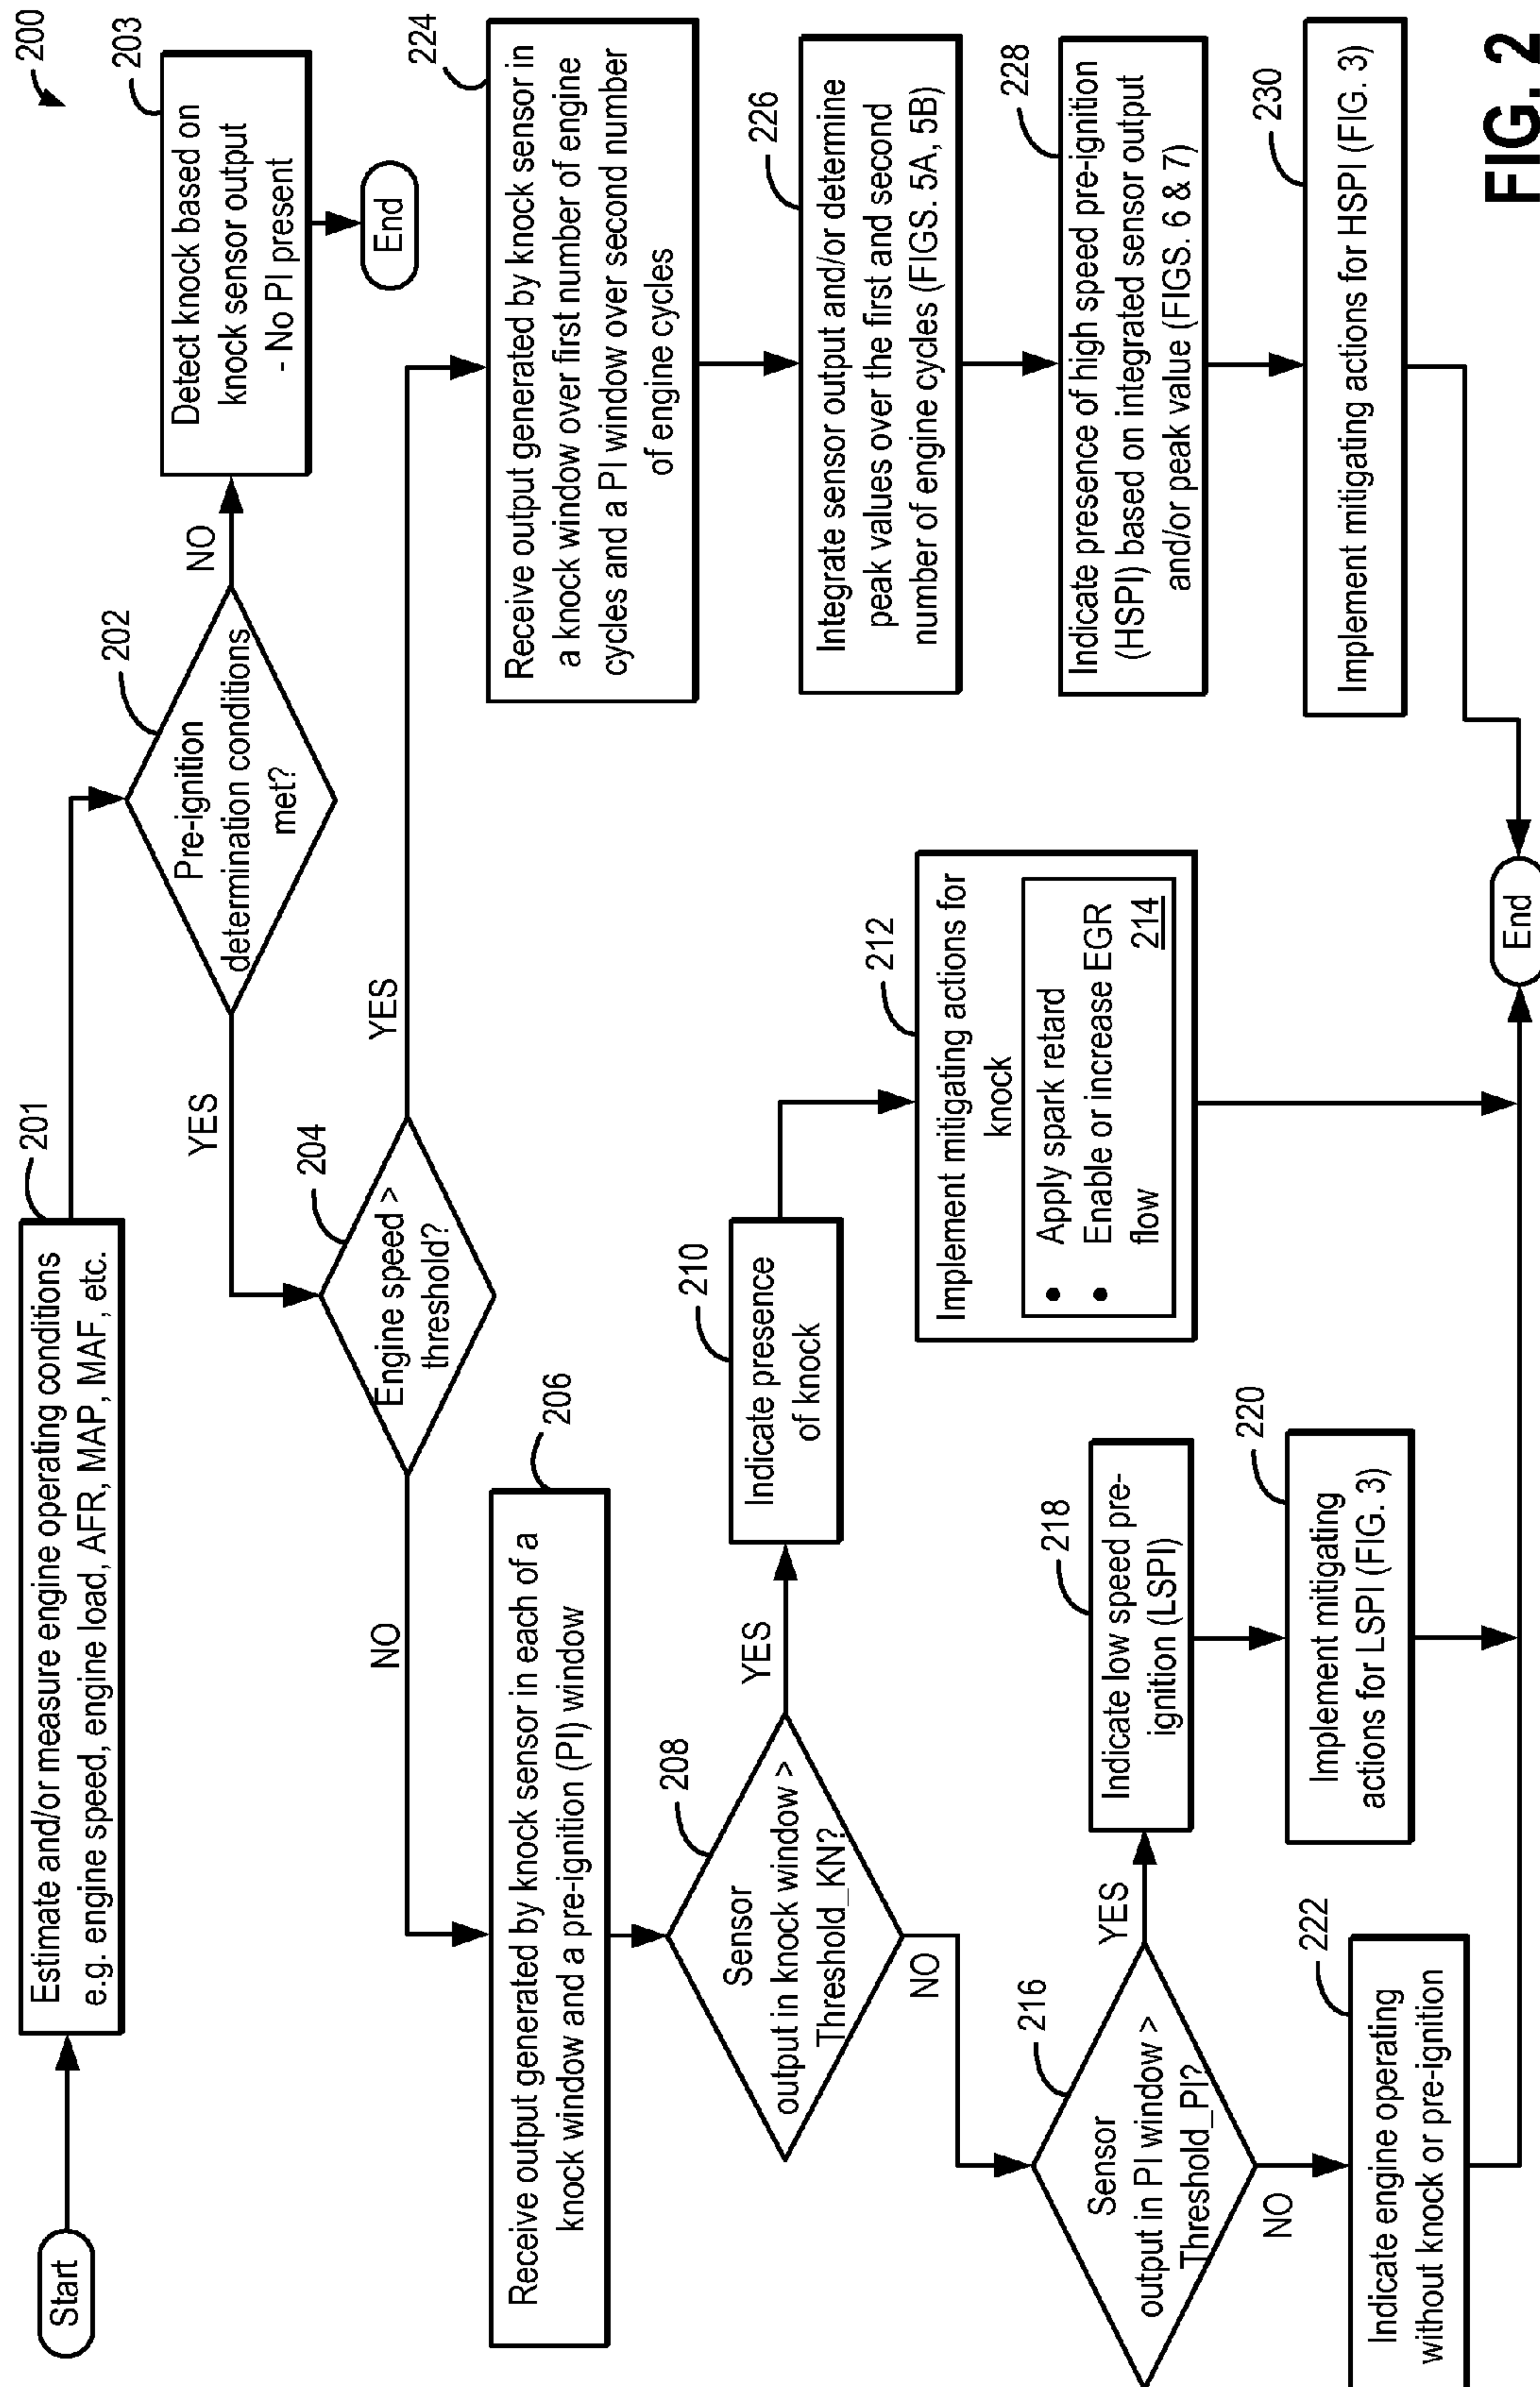 200
Start
201
Estimate and/or measure engine operating conditions
e.g. engine speed, engine load, AFR, MAP, MAF, etc.
202
Pre-ignition
determination conditions
met?
NO
203
Detect knock based on
knock sensor output
- No PI present
End
YES
204
Engine speed >
threshold?
NO
YES
206
Receive output generated by knock sensor in each of a
knock window and a pre-ignition (PI) window
208
Sensor
output in knock window >
Threshold_KN?
YES
210
Indicate presence
of knock
212
Implement mitigating actions for
knock
• Apply spark retard
• Enable or increase EGR
flow 214
NO
216
Sensor
output in PI window >
Threshold_PI?
YES
218
Indicate low speed pre-
ignition (LSPI)
220
Implement mitigating
actions for LSPI (FIG. 3)
NO
222
Indicate engine operating
without knock or pre-ignition
224
Receive output generated by knock sensor in
a knock window over first number of engine
cycles and a PI window over second number
of engine cycles
226
Integrate sensor output and/or determine
peak values over the first and second
number of engine cycles (FIGS. 5A, 5B)
228
Indicate presence of high speed pre-ignition
(HSPI) based on integrated sensor output
and/or peak value (FIGS. 6 & 7)
230
Implement mitigating actions for HSPI (FIG. 3)
End
FIG. 2